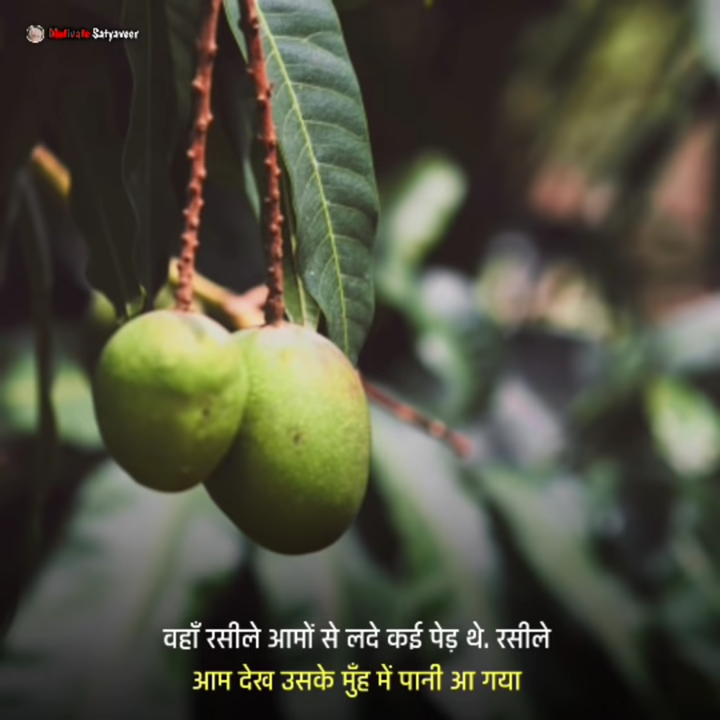 Motivate Satyaveer
वहाँ रसीले आमों से लदे कई पेड़ थे. रसीले
आम देख उसके मुँह में पानी आ गया